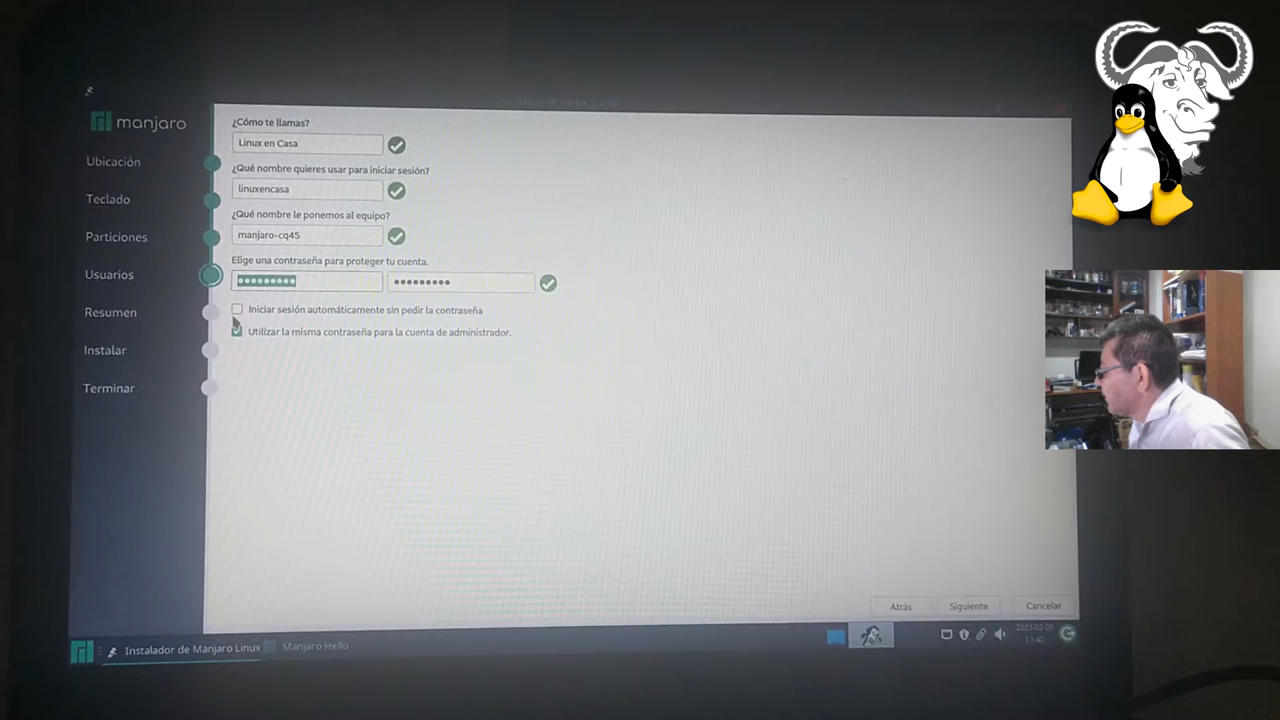 manjaro
Ubicación
Teclado
Particiones
Usuarios
Resumen
Instalar
Terminar
¿Cómo te llamas?
Linux en Casa
¿Qué nombre quieres usar para iniciar sesión?
linuxencasa
¿Qué nombre le ponemos al equipo?
manjaro-cq45
Elige una contraseña para proteger tu cuenta.
Iniciar sesión automáticamente sin pedir la contraseña
Utilizar la misma contraseña para la cuenta de administrador.
Atrás
Siguiente
Cancelar
Instalador de Manjaro Linux
Manjaro Hello
13:40